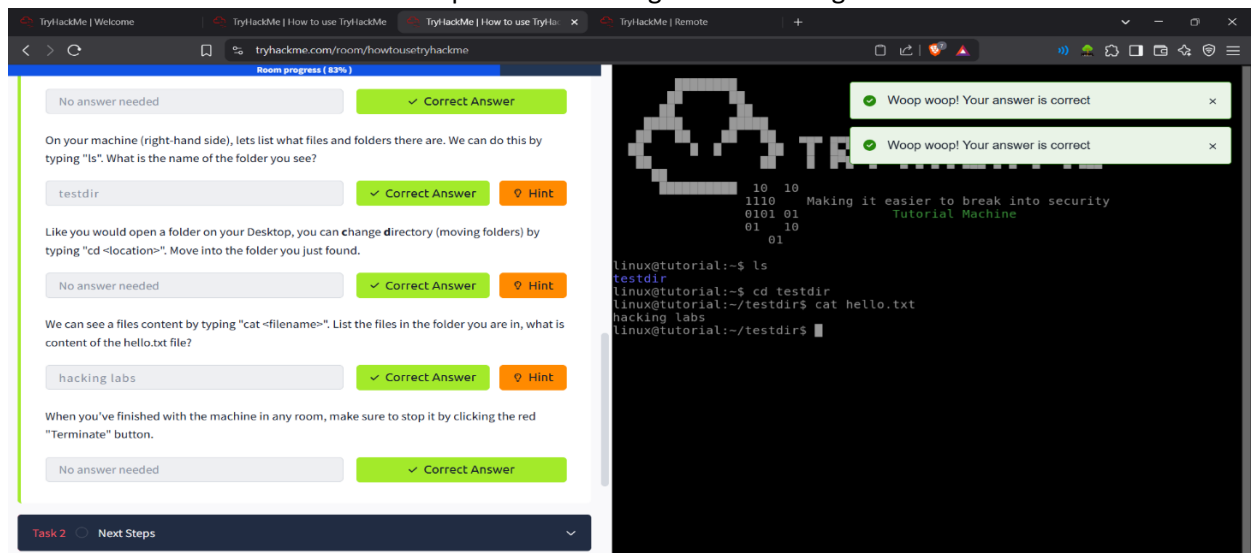 TryHackMe | Welcome
TryHackMe | How to use TryHackMe
TryHackMe | How to use TryHac
TryHackMe | Remote
tryhackme.com/room/howtousetryhackme
Room progress ( 83% )
No answer needed
Correct Answer
On your machine (right-hand side), lets list what files and folders there are. We can do this by
typing "ls". What is the name of the folder you see?
testdir
Correct Answer
Hint
Like you would open a folder on your Desktop, you can change directory (moving folders) by
typing "cd <location>". Move into the folder you just found.
No answer needed
Correct Answer
Hint
We can see a files content by typing "cat <filename>". List the files in the folder you are in, what is
content of the hello.txt file?
hacking labs
Correct Answer
Hint
When you've finished with the machine in any room, make sure to stop it by clicking the red
"Terminate" button.
No answer needed
Correct Answer
Task 2
Next Steps
Woop woop! Your answer is correct
Woop woop! Your answer is correct
10 10
1110 Making it easier to break into security
0101 01 Tutorial Machine
01 10
01
linux@tutorial:~$ ls
testdir
linux@tutorial:~$ cd testdir
linux@tutorial:~/testdir$ cat hello.txt
hacking labs
linux@tutorial:~/testdir$